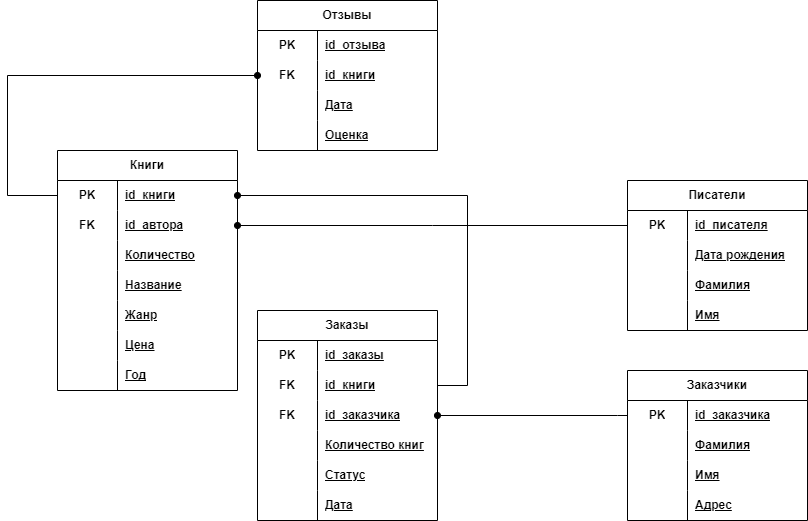 Отзывы
PK id_отзыва
FK id_книги
Дата
Оценка
Книги
PK id_книги
FK id_автора
Количество
Название
Жанр
Цена
Год
Писатели
PK id_писателя
Дата рождения
Фамилия
Имя
Заказы
PK id_заказы
FK id_книги
FK id_заказчика
Количество книг
Статус
Дата
Заказчики
PK id_заказчика
Фамилия
Имя
Адрес